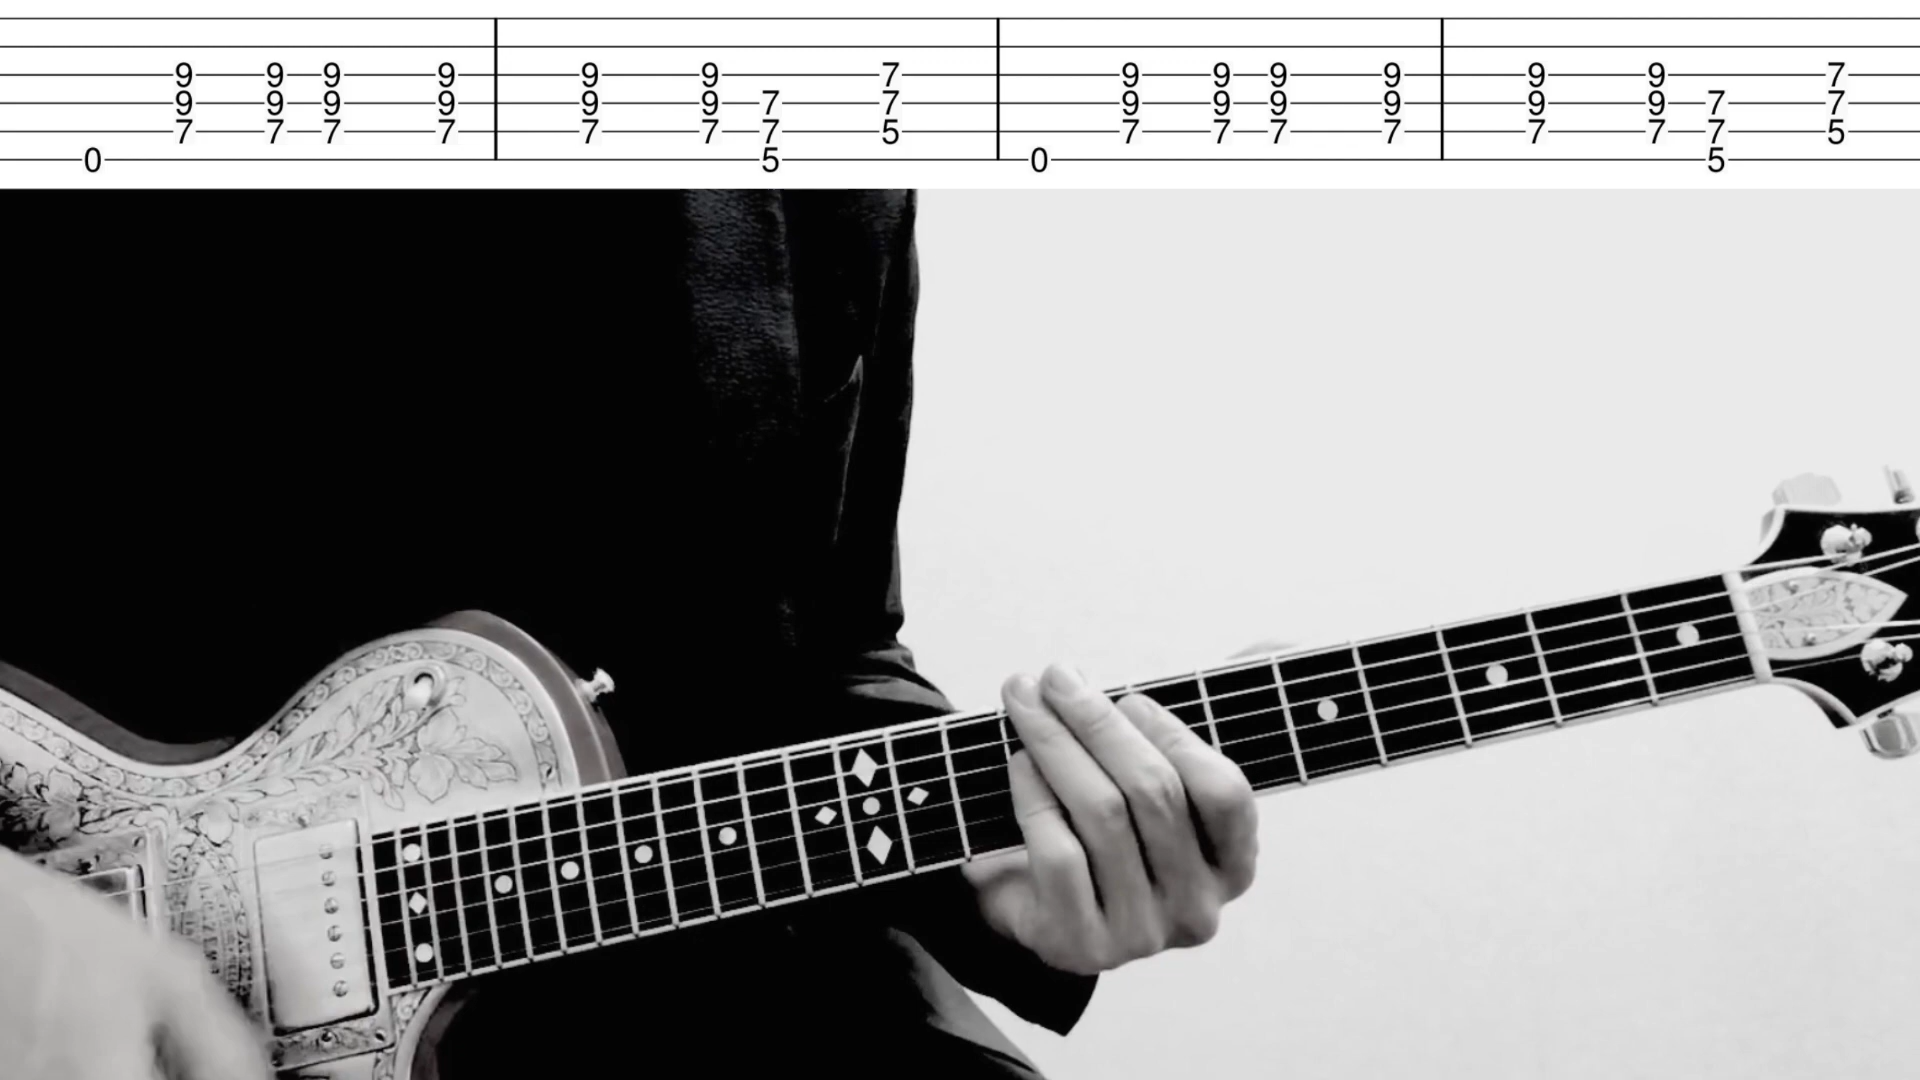 9 9 9 9 9 9 7 9 9 9 9 9 9 7
9 9 9 9 9 9 7 7 9 9 9 9 9 9 7 7
7 7 7 7 7 7 7 5 7 7 7 7 7 7 7 5
0 5 0 5